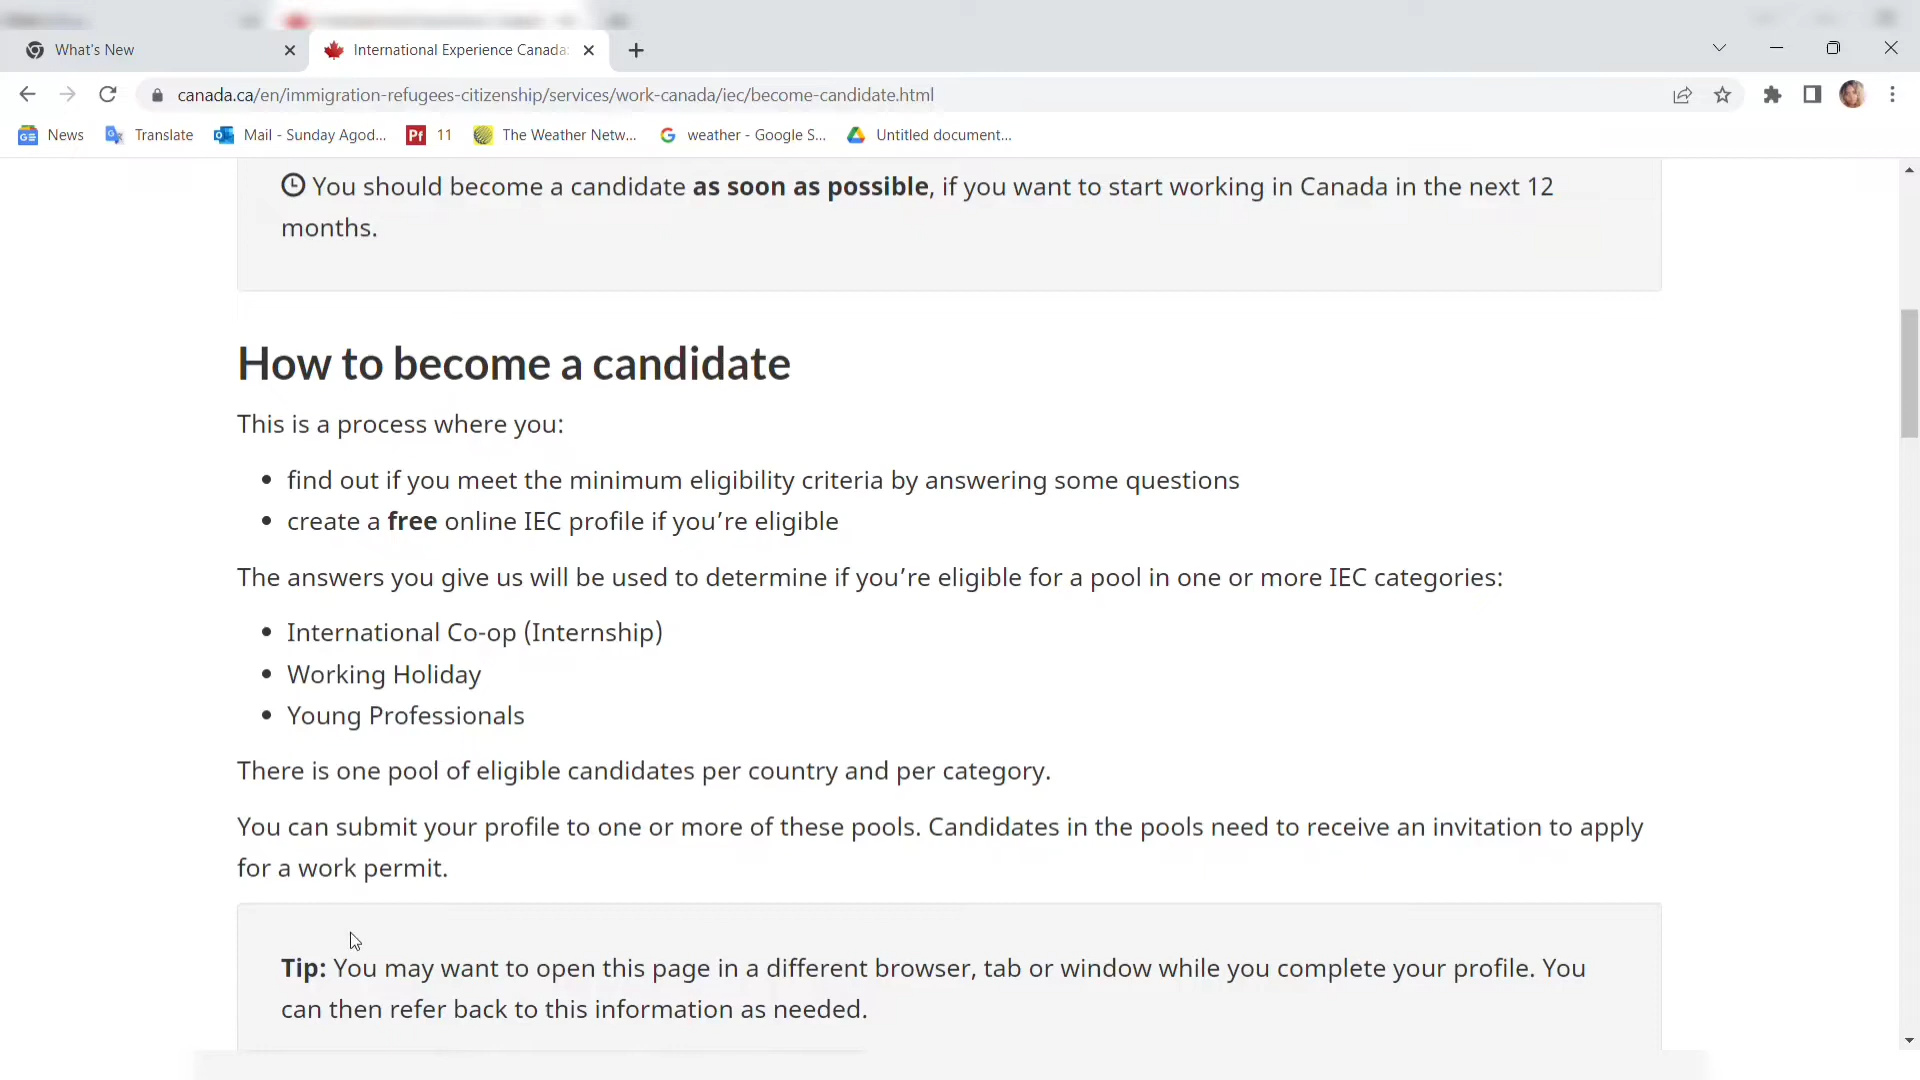 What's New
International Experience Canada:
canada.ca/en/immigration-refugees-citizenship/services/work-canada/iec/become-candidate.html
News
Translate
Mail - Sunday Agod...
Pf 11
The Weather Netw...
weather - Google S...
Untitled document...
You should become a candidate as soon as possible, if you want to start working in Canada in the next 12
months.
How to become a candidate
This is a process where you:
find out if you meet the minimum eligibility criteria by answering some questions
create a free online IEC profile if you’re eligible
The answers you give us will be used to determine if you’re eligible for a pool in one or more IEC categories:
International Co-op (Internship)
Working Holiday
Young Professionals
There is one pool of eligible candidates per country and per category.
You can submit your profile to one or more of these pools. Candidates in the pools need to receive an invitation to apply
for a work permit.
Tip: You may want to open this page in a different browser, tab or window while you complete your profile. You
can then refer back to this information as needed.